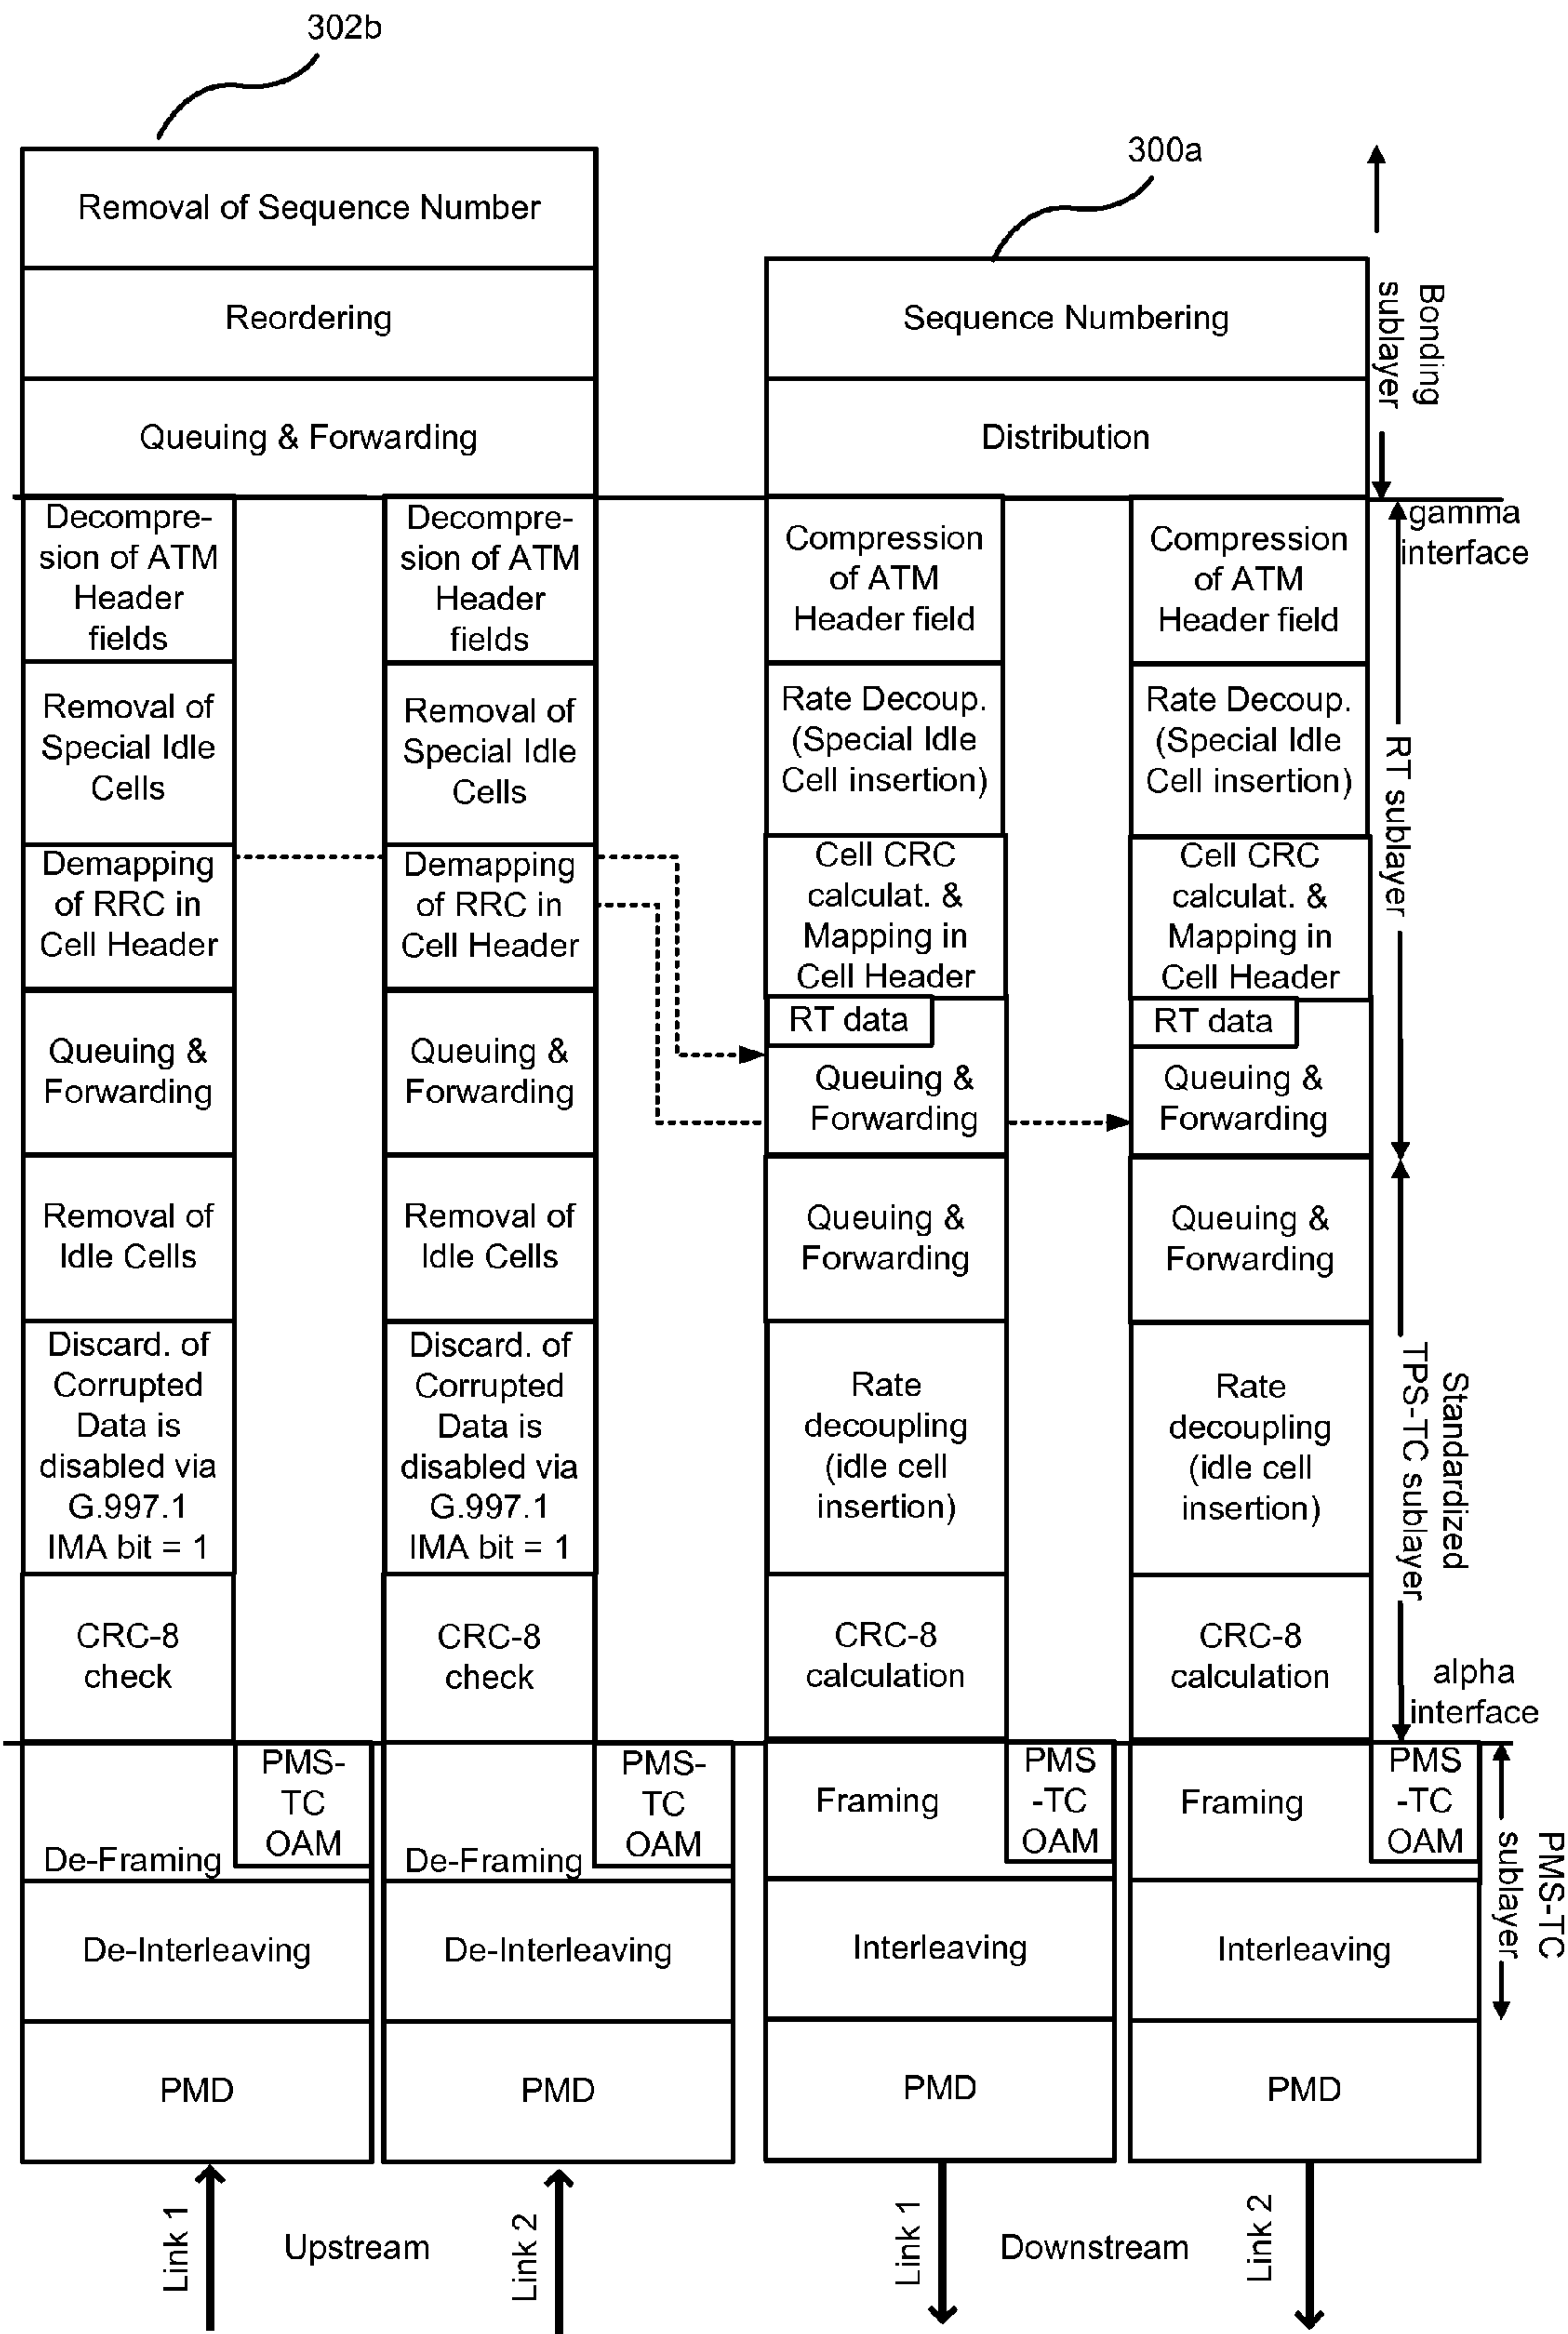 302b
300a
Removal of Sequence Number
Reordering
Queuing & Forwarding
Sequence Numbering
Distribution
Bonding
sublayer
gamma
interface
Decompre-
sion of ATM
Header
fields
Decompre-
sion of ATM
Header
fields
Compression
of ATM
Header field
Compression
of ATM
Header field
Removal of
Special Idle
Cells
Removal of
Special Idle
Cells
Rate Decoup.
(Special Idle
Cell insertion)
Rate Decoup.
(Special Idle
Cell insertion)
RT sublayer
Demapping
of RRC in
Cell Header
Demapping
of RRC in
Cell Header
Cell CRC
calculat. &
Mapping in
Cell Header
Cell CRC
calculat. &
Mapping in
Cell Header
RT data
RT data
Queuing &
Forwarding
Queuing &
Forwarding
Queuing &
Forwarding
Queuing &
Forwarding
Removal of
Idle Cells
Removal of
Idle Cells
Queuing &
Forwarding
Queuing &
Forwarding
Discard. of
Corrupted
Data is
disabled via
G.997.1
IMA bit = 1
Discard. of
Corrupted
Data is
disabled via
G.997.1
IMA bit = 1
Rate
decoupling
(idle cell
insertion)
Rate
decoupling
(idle cell
insertion)
Standardized
TPS-TC sublayer
CRC-8
check
CRC-8
check
CRC-8
calculation
CRC-8
calculation
alpha
interface
De-Framing
PMS-
TC
OAM
De-Framing
PMS-
TC
OAM
Framing
PMS
-TC
OAM
Framing
PMS
-TC
OAM
PMS-TC
sublayer
De-Interleaving
De-Interleaving
Interleaving
Interleaving
PMD
PMD
PMD
PMD
Link 1
Upstream
Link 2
Link 1
Downstream
Link 2